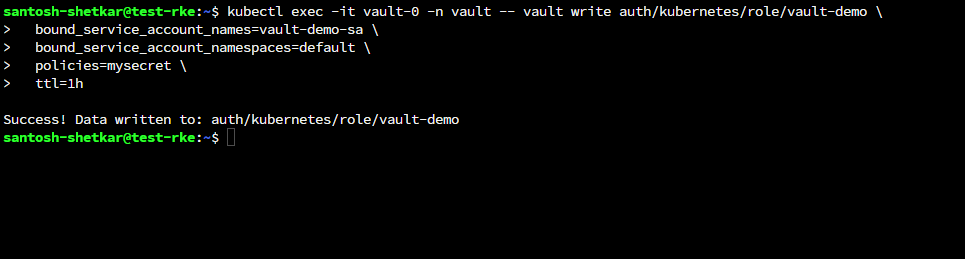 santosh-shetkar@test-rke:~$ kubectl exec -it vault-0 -n vault -- vault write auth/kubernetes/role/vault-demo \
>   bound_service_account_names=vault-demo-sa \
>   bound_service_account_namespaces=default \
>   policies=mysecret \
>   ttl=1h
Success! Data written to: auth/kubernetes/role/vault-demo
santosh-shetkar@test-rke:~$